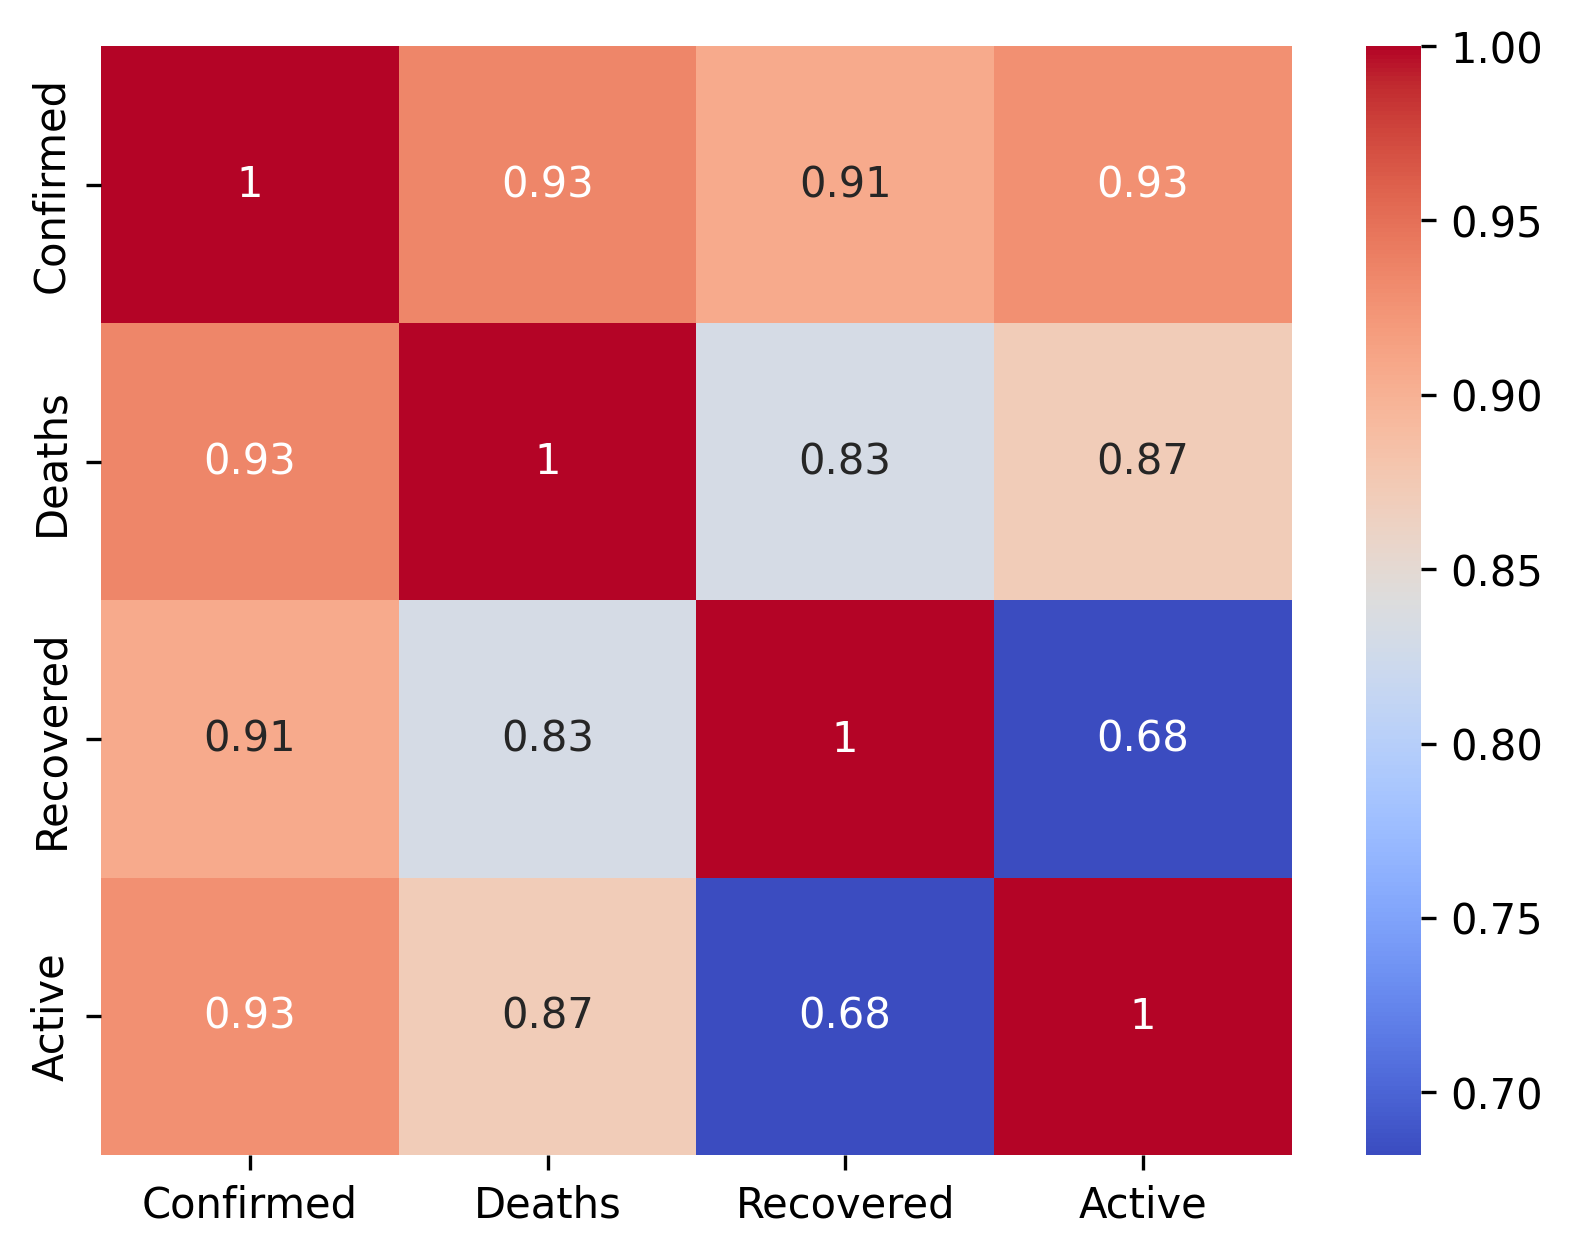 Confirmed 1 0.93 0.91 0.93
Deaths 0.93 1 0.83 0.87
Recovered 0.91 0.83 1 0.68
Active 0.93 0.87 0.68 1
Confirmed Deaths Recovered Active
1.00
0.95
0.90
0.85
0.80
0.75
0.70